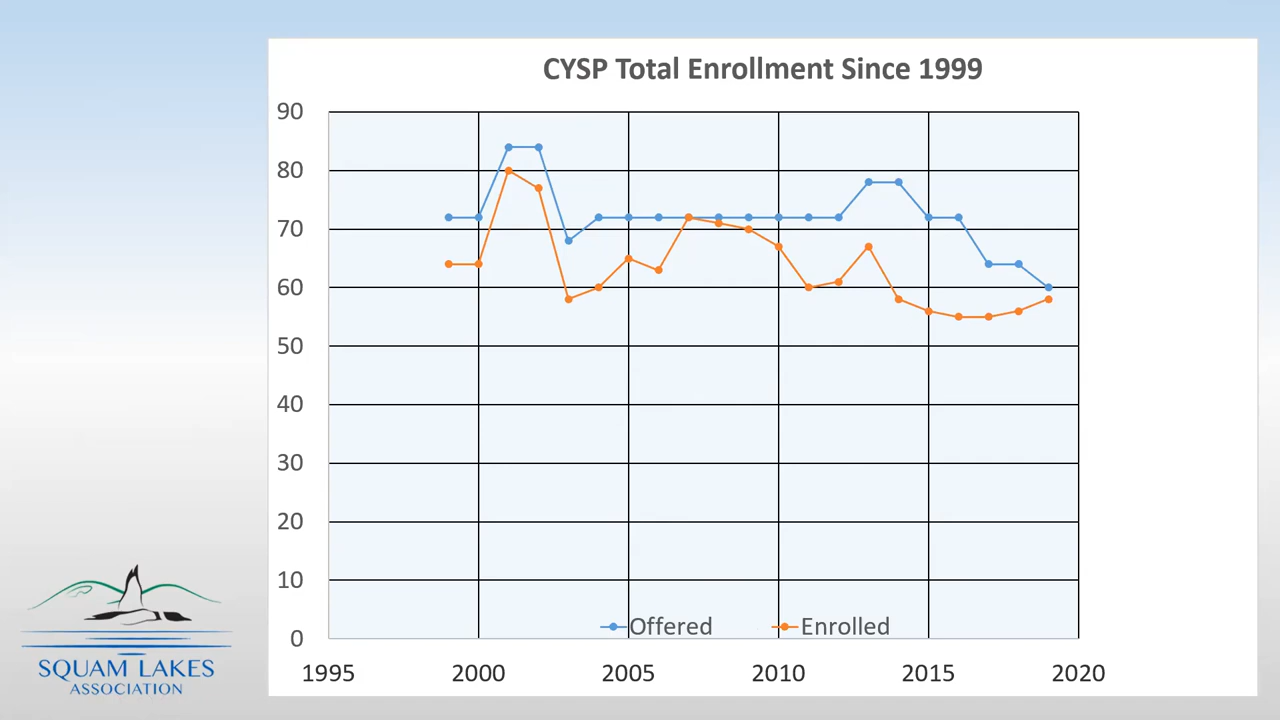 CYSP Total Enrollment Since 1999
90
80
70
60
50
40
30
20
10
0
1995 2000 2005 2010 2015 2020
Offered Enrolled
SQUAM LAKES
ASSOCIATION